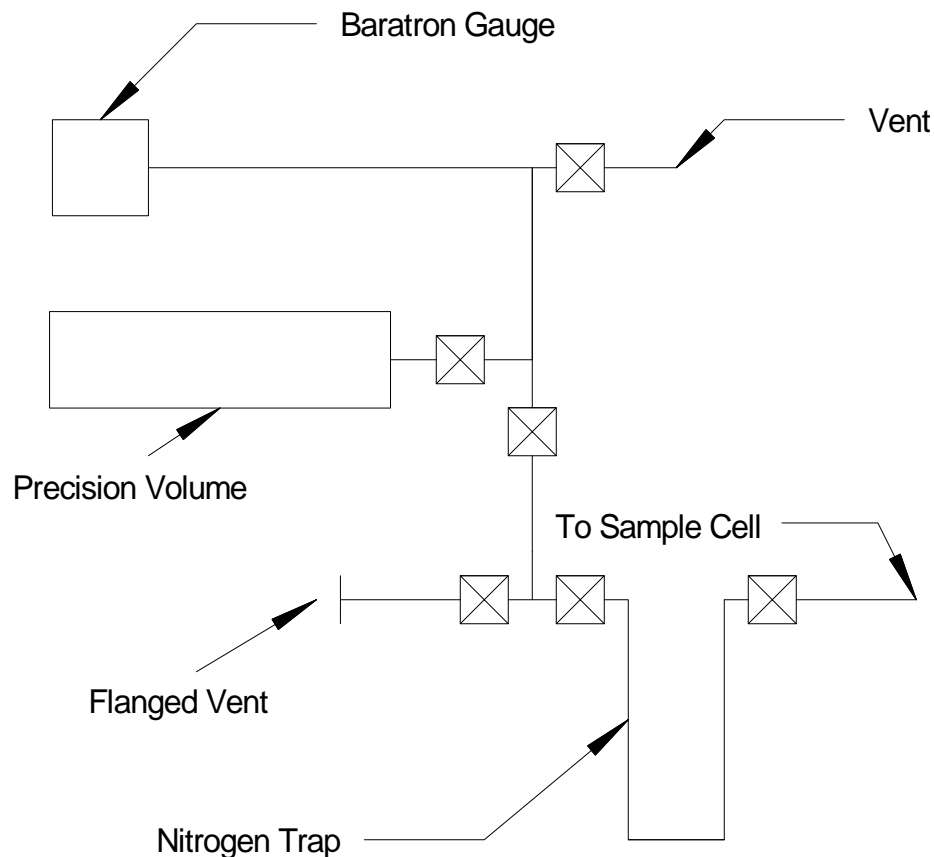 Baratron Gauge
Vent
Precision Volume
To Sample Cell
Flanged Vent
Nitrogen Trap